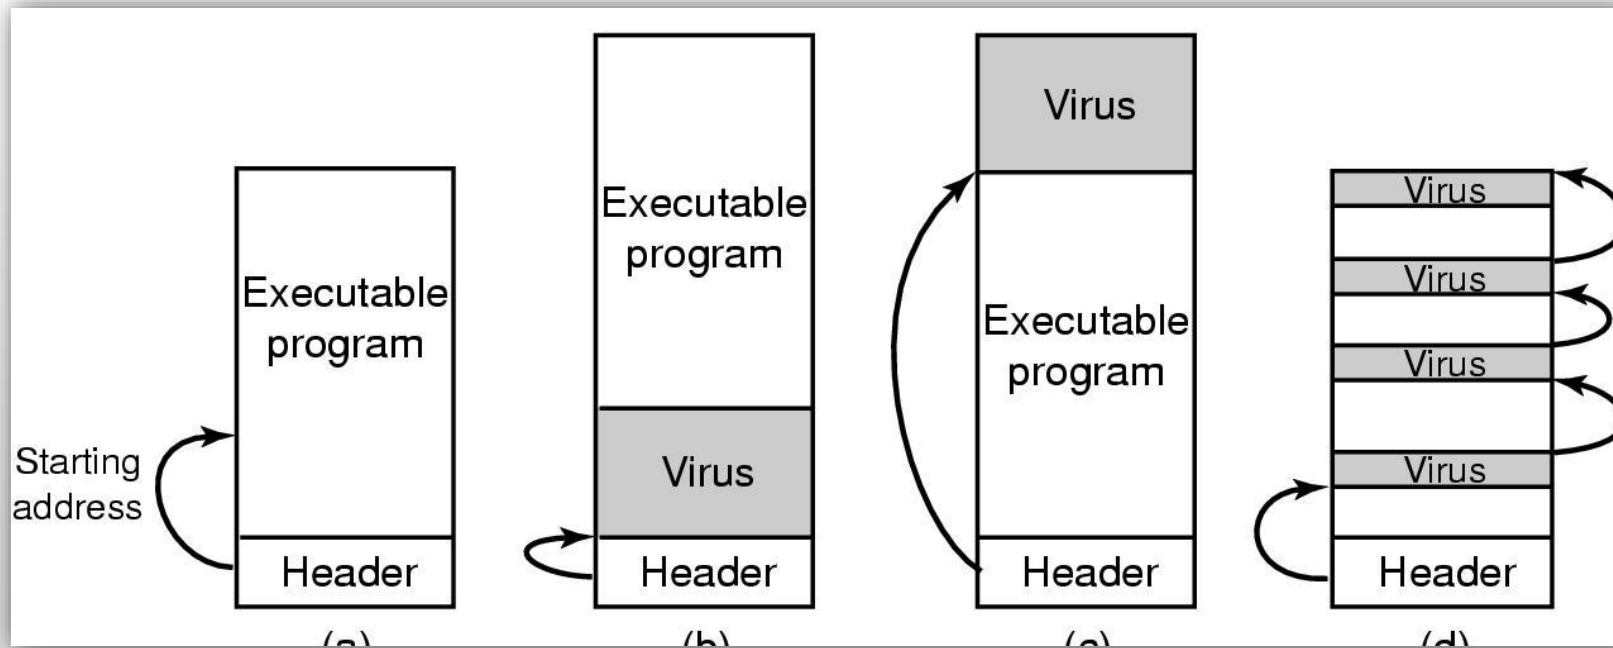 Executable
program
Starting
address
Header
(a)
Executable
program
Virus
Header
(b)
Virus
Executable
program
Header
(c)
Virus
Virus
Virus
Virus
Header
(d)